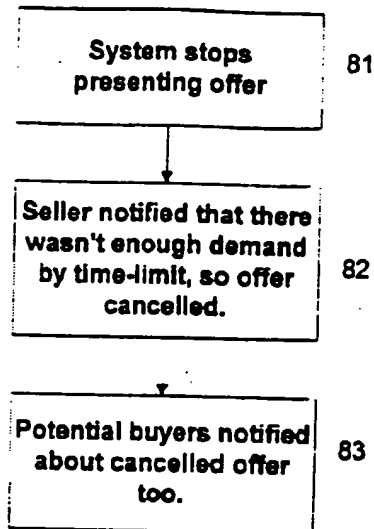 System stops
presenting offer
81
Seller notified that there
wasn't enough demand
by time-limit, so offer
cancelled.
82
Potential buyers notified
about cancelled offer
too.
83